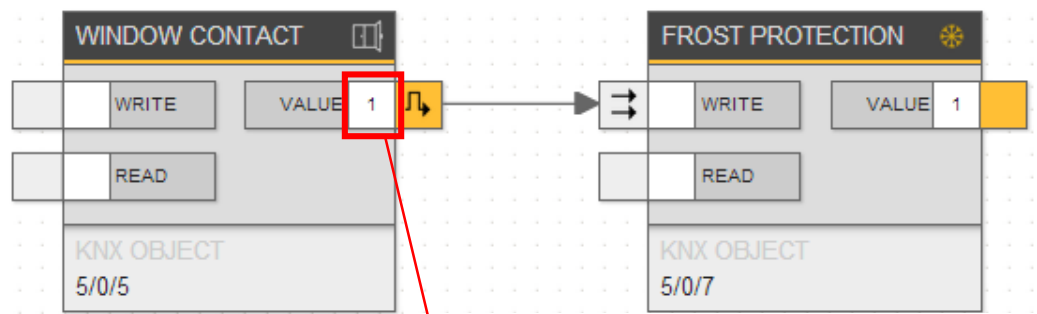 WINDOW CONTACT
WRITE VALUE 1
READ
KNX OBJECT
5/0/5
FROST PROTECTION
WRITE VALUE 1
READ
KNX OBJECT
5/0/7